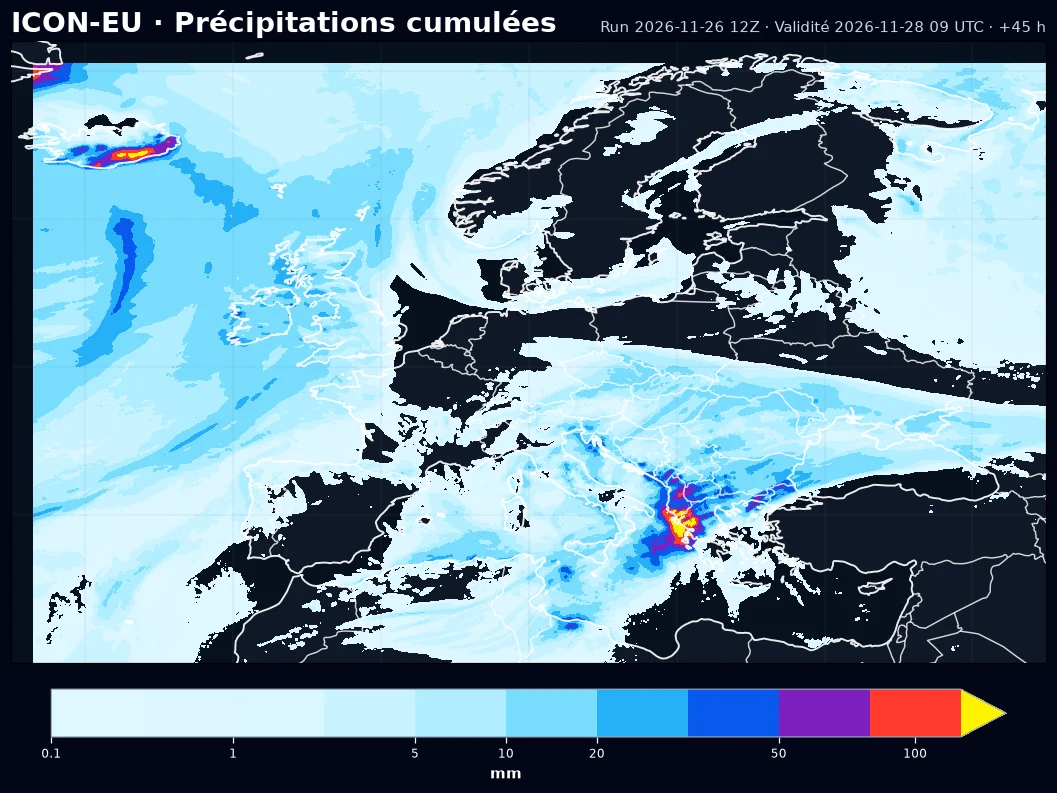 ICON-EU · Précipitations cumulées
Run 2026-11-26 12Z · Validité 2026-11-28 09 UTC · +45 h
0.1 1 5 10 20 50 100
mm